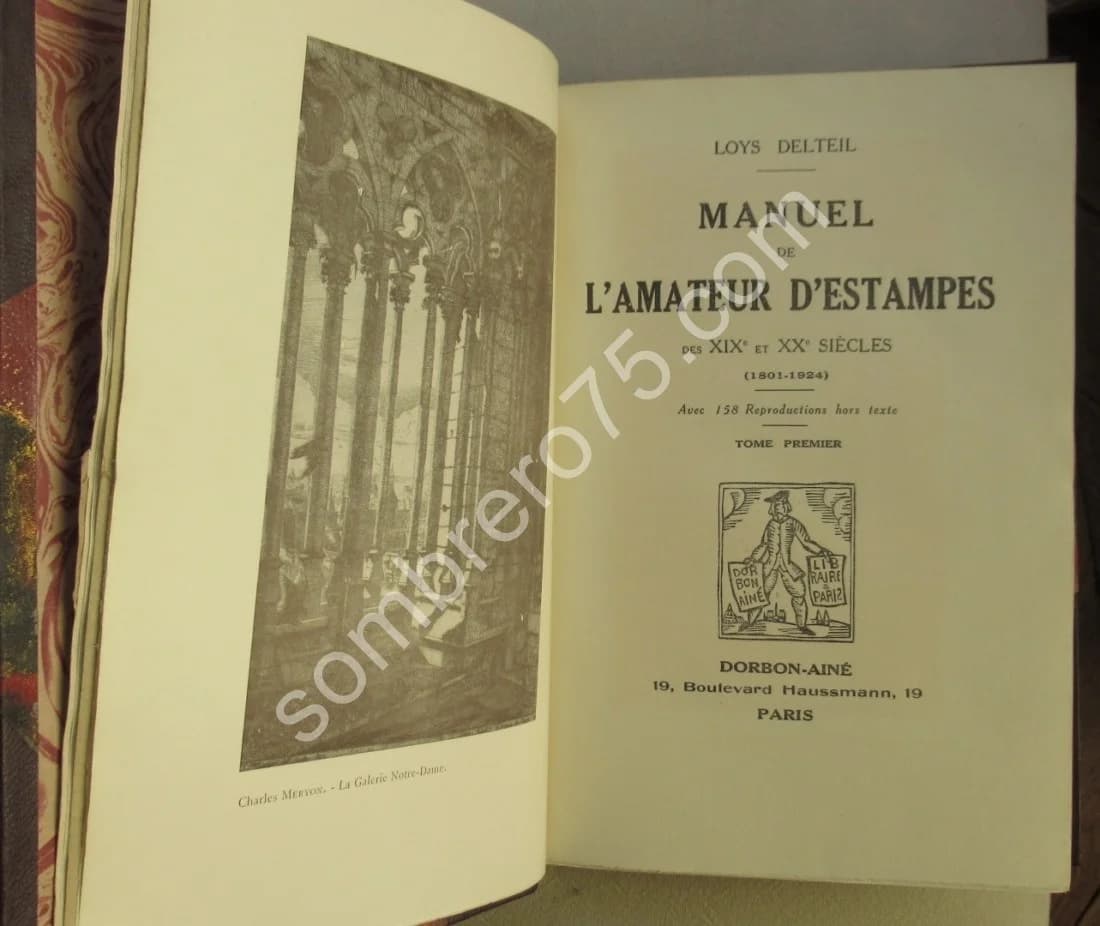 Charles MERYON. - La Galerie Notre-Dame.
LOYS DELTEIL
MANUEL
DE
L'AMATEUR D'ESTAMPES
DES XIXe ET XXe SIÈCLES
(1801-1924)
Avec 158 Reproductions hors texte
TOME PREMIER
DOR
BON
AINÉ
LIB
RAIRE
À
PARIS
DORBON-AINÉ
19, Boulevard Haussmann, 19
PARIS
sombrero75.com